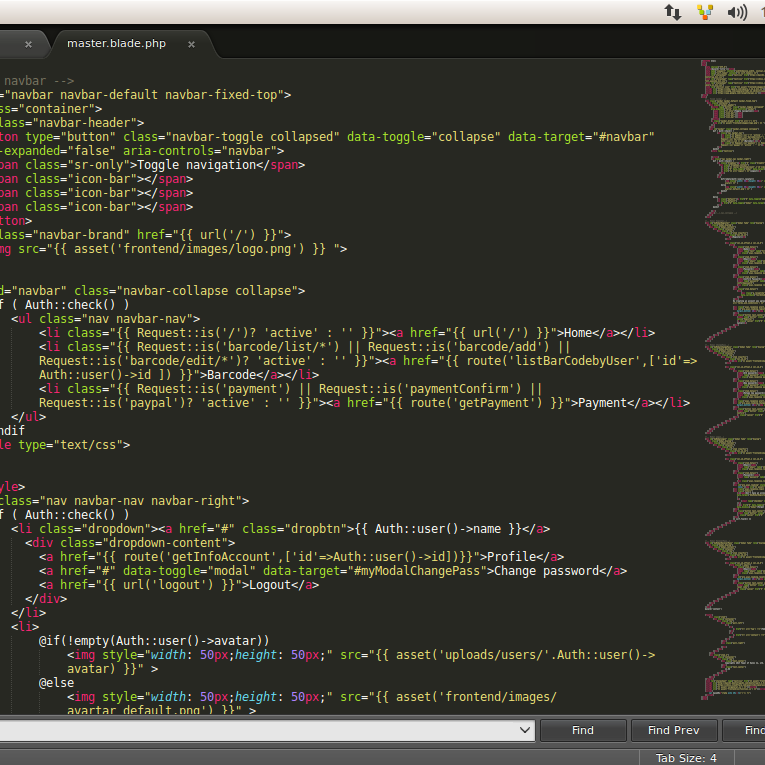 master.blade.php
navbar -->
="navbar navbar-default navbar-fixed-top">
ss="container">
lass="navbar-header">
ton type="button" class="navbar-toggle collapsed" data-toggle="collapse" data-target="#navbar"
-expanded="false" aria-controls="navbar">
pan class="sr-only">Toggle navigation</span>
pan class="icon-bar"></span>
pan class="icon-bar"></span>
pan class="icon-bar"></span>
tton>
lass="navbar-brand" href="{{ url('/') }}">
mg src="{{ asset('frontend/images/logo.png') }} ">
d="navbar" class="navbar-collapse collapse">
f ( Auth::check() )
<ul class="nav navbar-nav">
<li class="{{ Request::is('/')? 'active' : '' }}"><a href="{{ url('/') }}">Home</a></li>
<li class="{{ Request::is('barcode/list/*') || Request::is('barcode/add') ||
Request::is('barcode/edit/*')? 'active' : '' }}"><a href="{{ route('listBarCodebyUser',['id'=>
Auth::user()->id ]) }}">Barcode</a></li>
<li class="{{ Request::is('payment') || Request::is('paymentConfirm') ||
Request::is('paypal')? 'active' : '' }}"><a href="{{ route('getPayment') }}">Payment</a></li>
</ul>
ndif
le type="text/css">
yle>
class="nav navbar-nav navbar-right">
f ( Auth::check() )
<li class="dropdown"><a href="#" class="dropbtn">{{ Auth::user()->name }}</a>
<div class="dropdown-content">
<a href="{{ route('getInfoAccount',['id'=>Auth::user()->id])}}">Profile</a>
<a href="#" data-toggle="modal" data-target="#myModalChangePass">Change password</a>
<a href="{{ url('logout') }}">Logout</a>
</div>
</li>
<li>
@if(!empty(Auth::user()->avatar))
<img style="width: 50px;height: 50px;" src="{{ asset('uploads/users/'.Auth::user()->
avatar) }}" >
@else
<img style="width: 50px;height: 50px;" src="{{ asset('frontend/images/
avartar_default.png') }}" >
Find
Find Prev
Find
Tab Size: 4